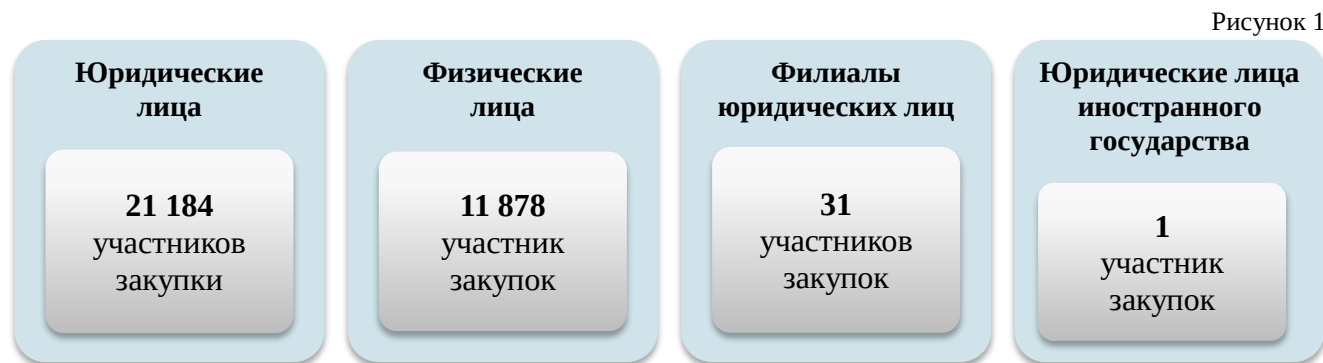 Рисунок 1
Юридические
лица
21 184
участников
закупки
Физические
лица
11 878
участник
закупок
Филиалы
юридических лиц
31
участников
закупок
Юридические лица
иностранного
государства
1
участник
закупок